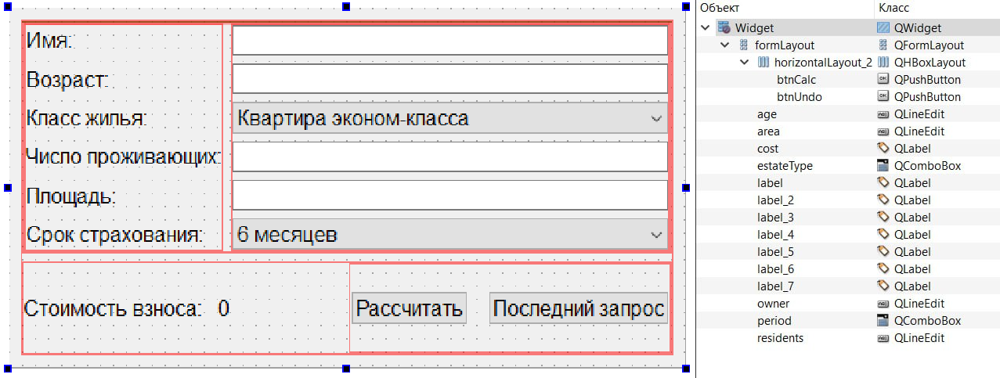 Имя:
Возраст:
Класс жилья:
Квартира эконом-класса
Число проживающих:
Площадь:
Срок страхования:
6 месяцев
Стоимость взноса: 0
Рассчитать
Последний запрос
Объект Класс
Widget QWidget
formLayout QFormLayout
horizontalLayout_2 QHBoxLayout
btnCalc QPushButton
btnUndo QPushButton
age QLineEdit
area QLineEdit
cost QLabel
estateType QComboBox
label QLabel
label_2 QLabel
label_3 QLabel
label_4 QLabel
label_5 QLabel
label_6 QLabel
label_7 QLabel
owner QLineEdit
period QComboBox
residents QLineEdit